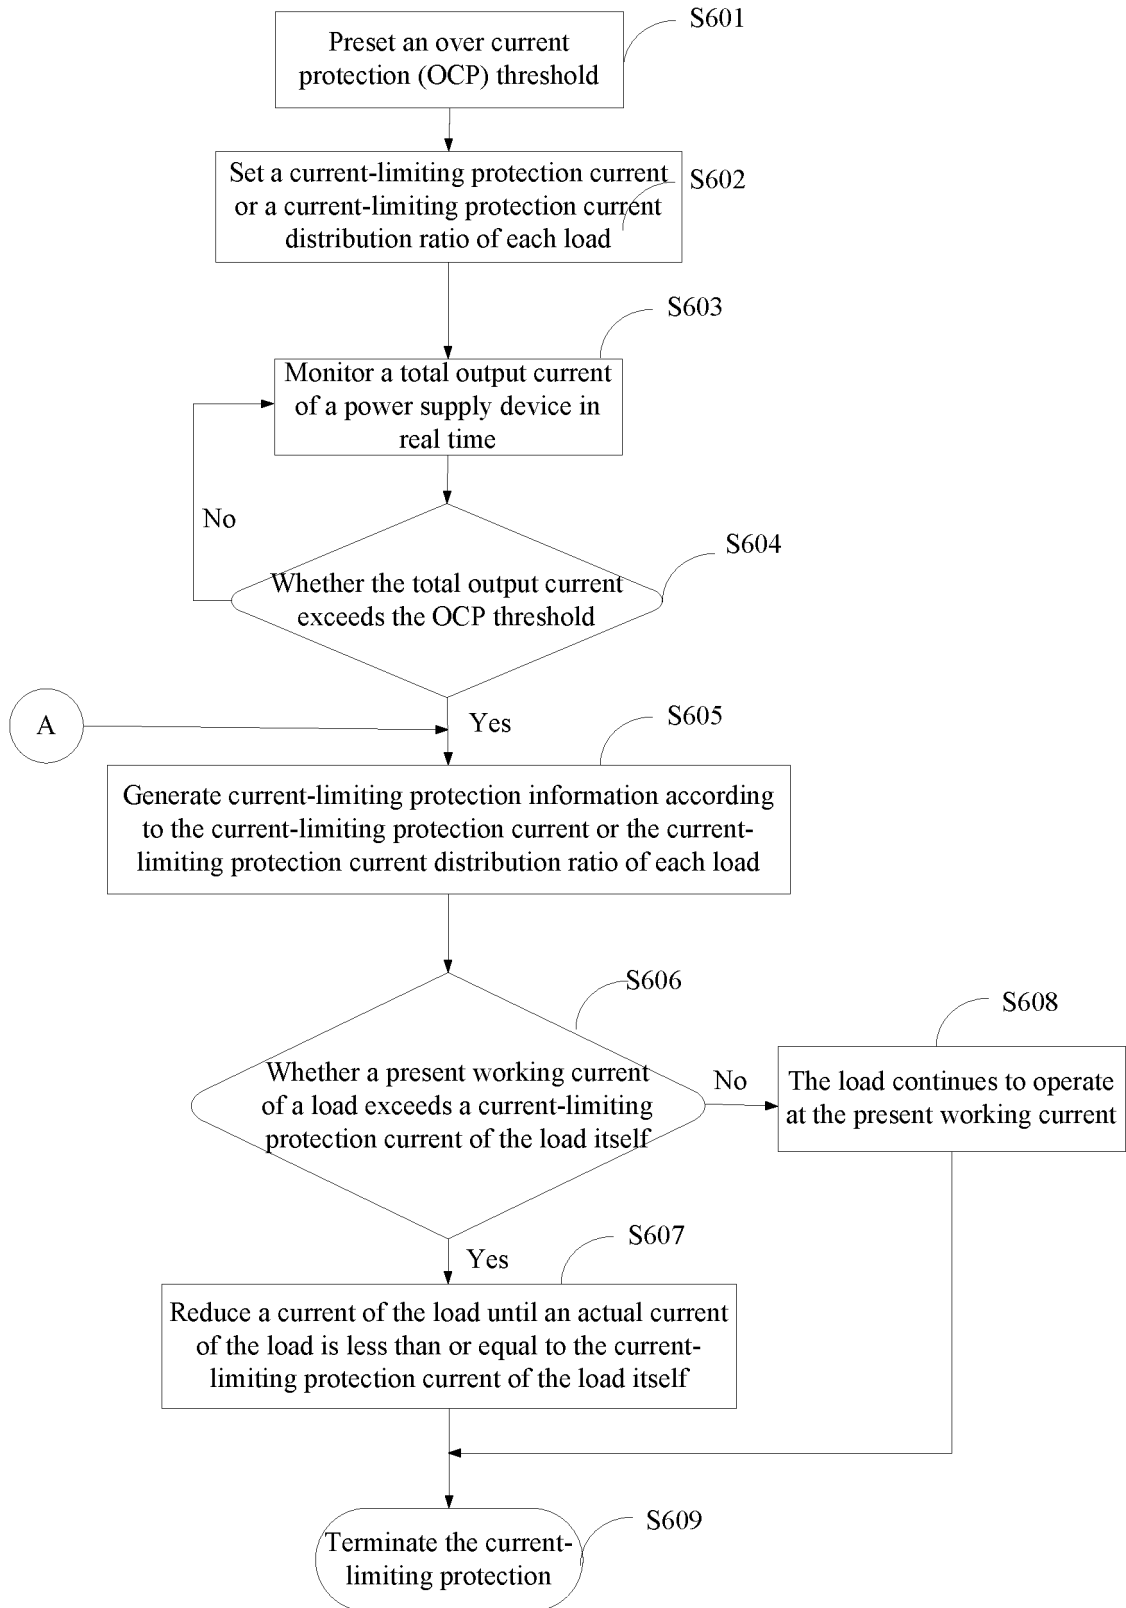 Preset an over current
protection (OCP) threshold
S601
Set a current-limiting protection current
or a current-limiting protection current
distribution ratio of each load
S602
S603
Monitor a total output current
of a power supply device in
real time
No
S604
Whether the total output current
exceeds the OCP threshold
A
Yes
S605
Generate current-limiting protection information according
to the current-limiting protection current or the current-
limiting protection current distribution ratio of each load
S606
Whether a present working current
of a load exceeds a current-limiting
protection current of the load itself
No
S608
The load continues to operate
at the present working current
Yes
S607
Reduce a current of the load until an actual current
of the load is less than or equal to the current-
limiting protection current of the load itself
S609
Terminate the current-
limiting protection